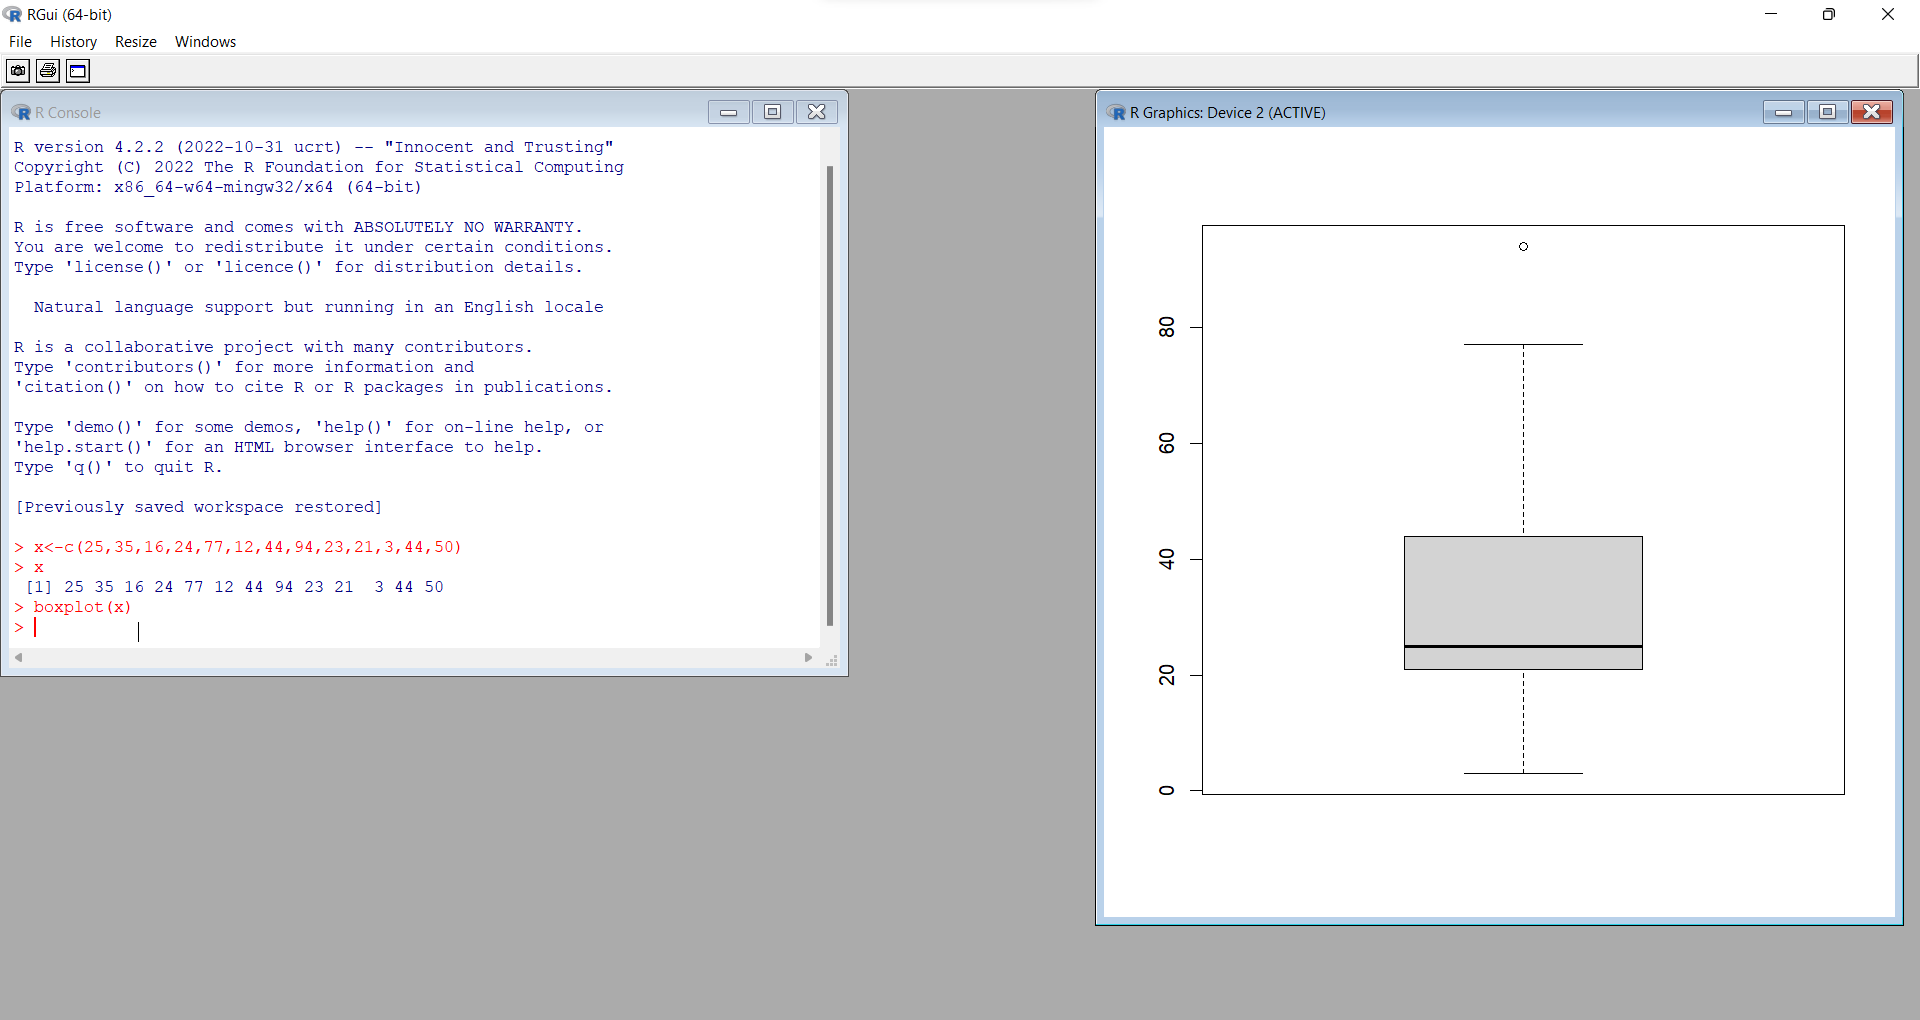 RGui (64-bit)
File History Resize Windows
R Console
R version 4.2.2 (2022-10-31 ucrt) -- "Innocent and Trusting"
Copyright (C) 2022 The R Foundation for Statistical Computing
Platform: x86_64-w64-mingw32/x64 (64-bit)
R is free software and comes with ABSOLUTELY NO WARRANTY.
You are welcome to redistribute it under certain conditions.
Type 'license()' or 'licence()' for distribution details.
Natural language support but running in an English locale
R is a collaborative project with many contributors.
Type 'contributors()' for more information and
'citation()' on how to cite R or R packages in publications.
Type 'demo()' for some demos, 'help()' for on-line help, or
'help.start()' for an HTML browser interface to help.
Type 'q()' to quit R.
[Previously saved workspace restored]
> x<-c(25,35,16,24,77,12,44,94,23,21,3,44,50)
> x
[1] 25 35 16 24 77 12 44 94 23 21  3 44 50
> boxplot(x)
>
R Graphics: Device 2 (ACTIVE)
80
60
40
20
0